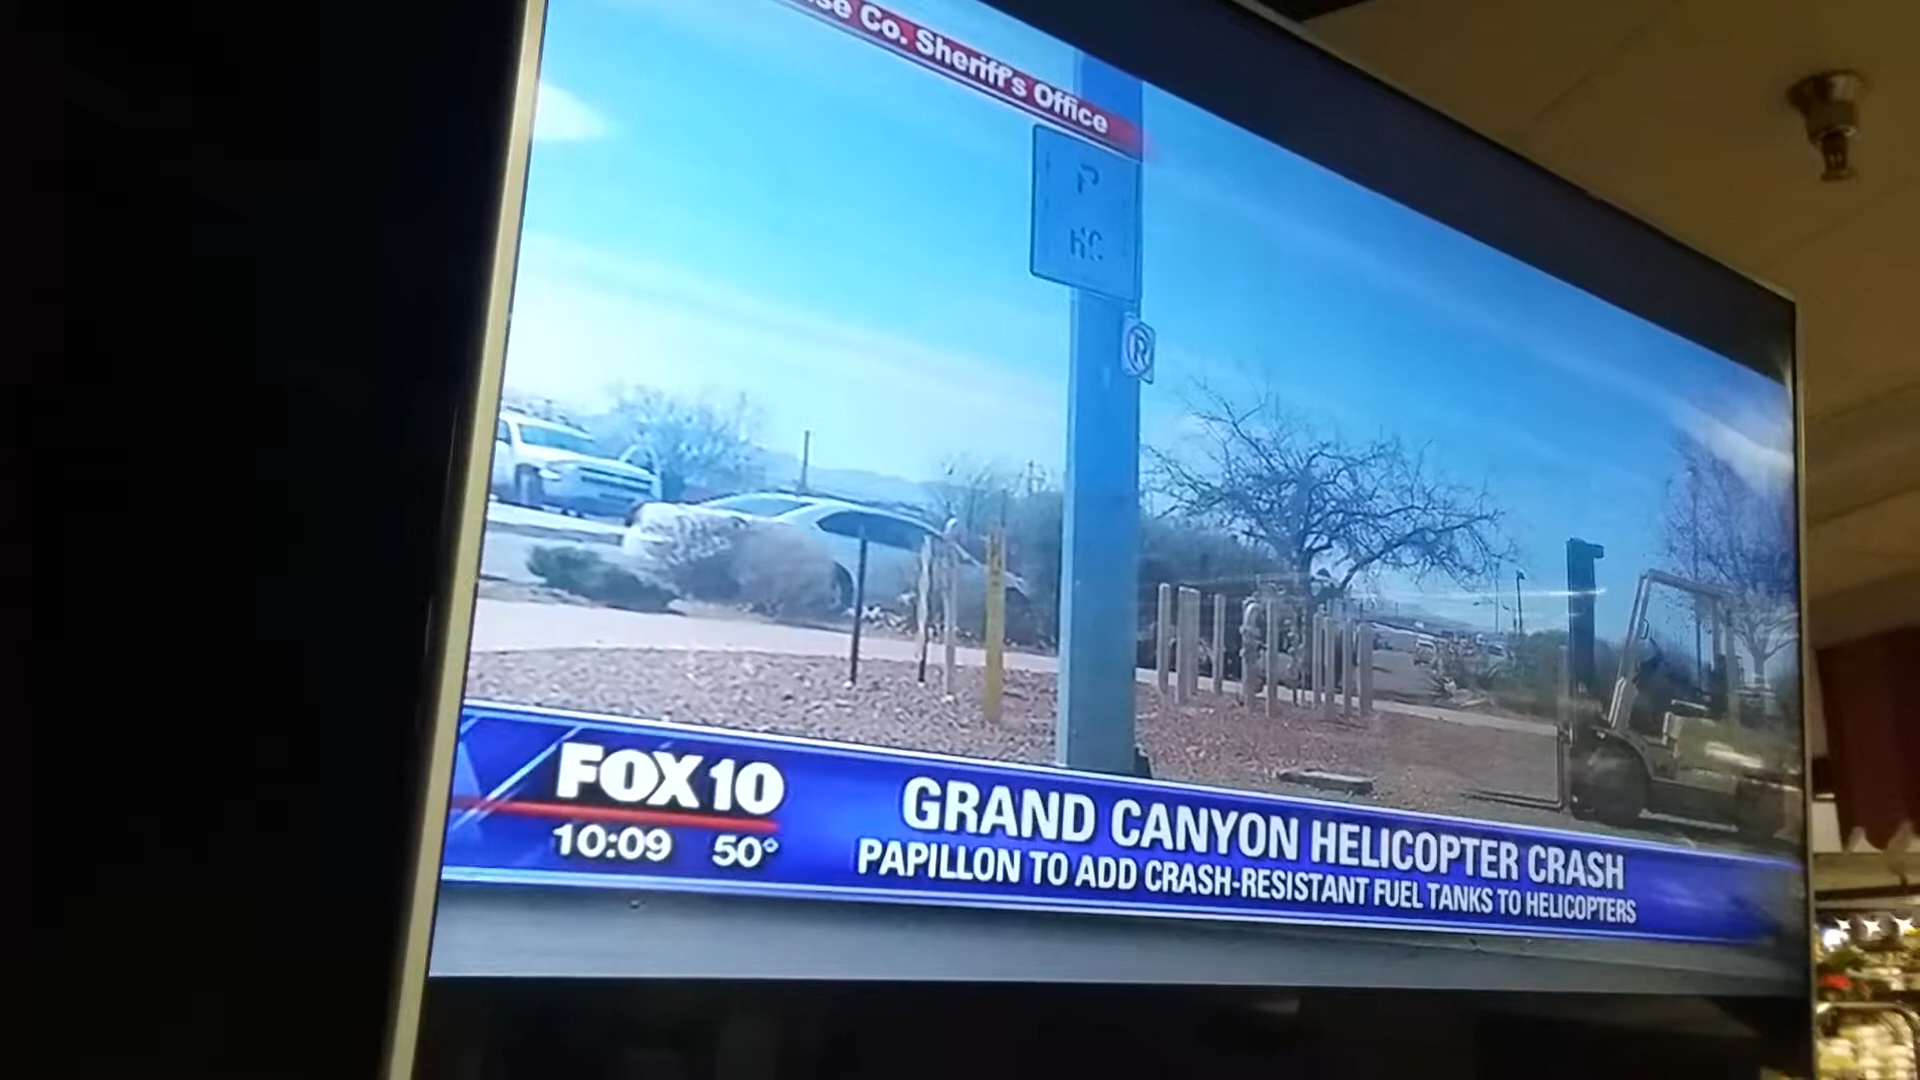 Co. Sheriff's Office
P
FOX 10
10:09 50°
GRAND CANYON HELICOPTER CRASH
PAPILLON TO ADD CRASH-RESISTANT FUEL TANKS TO HELICOPTERS